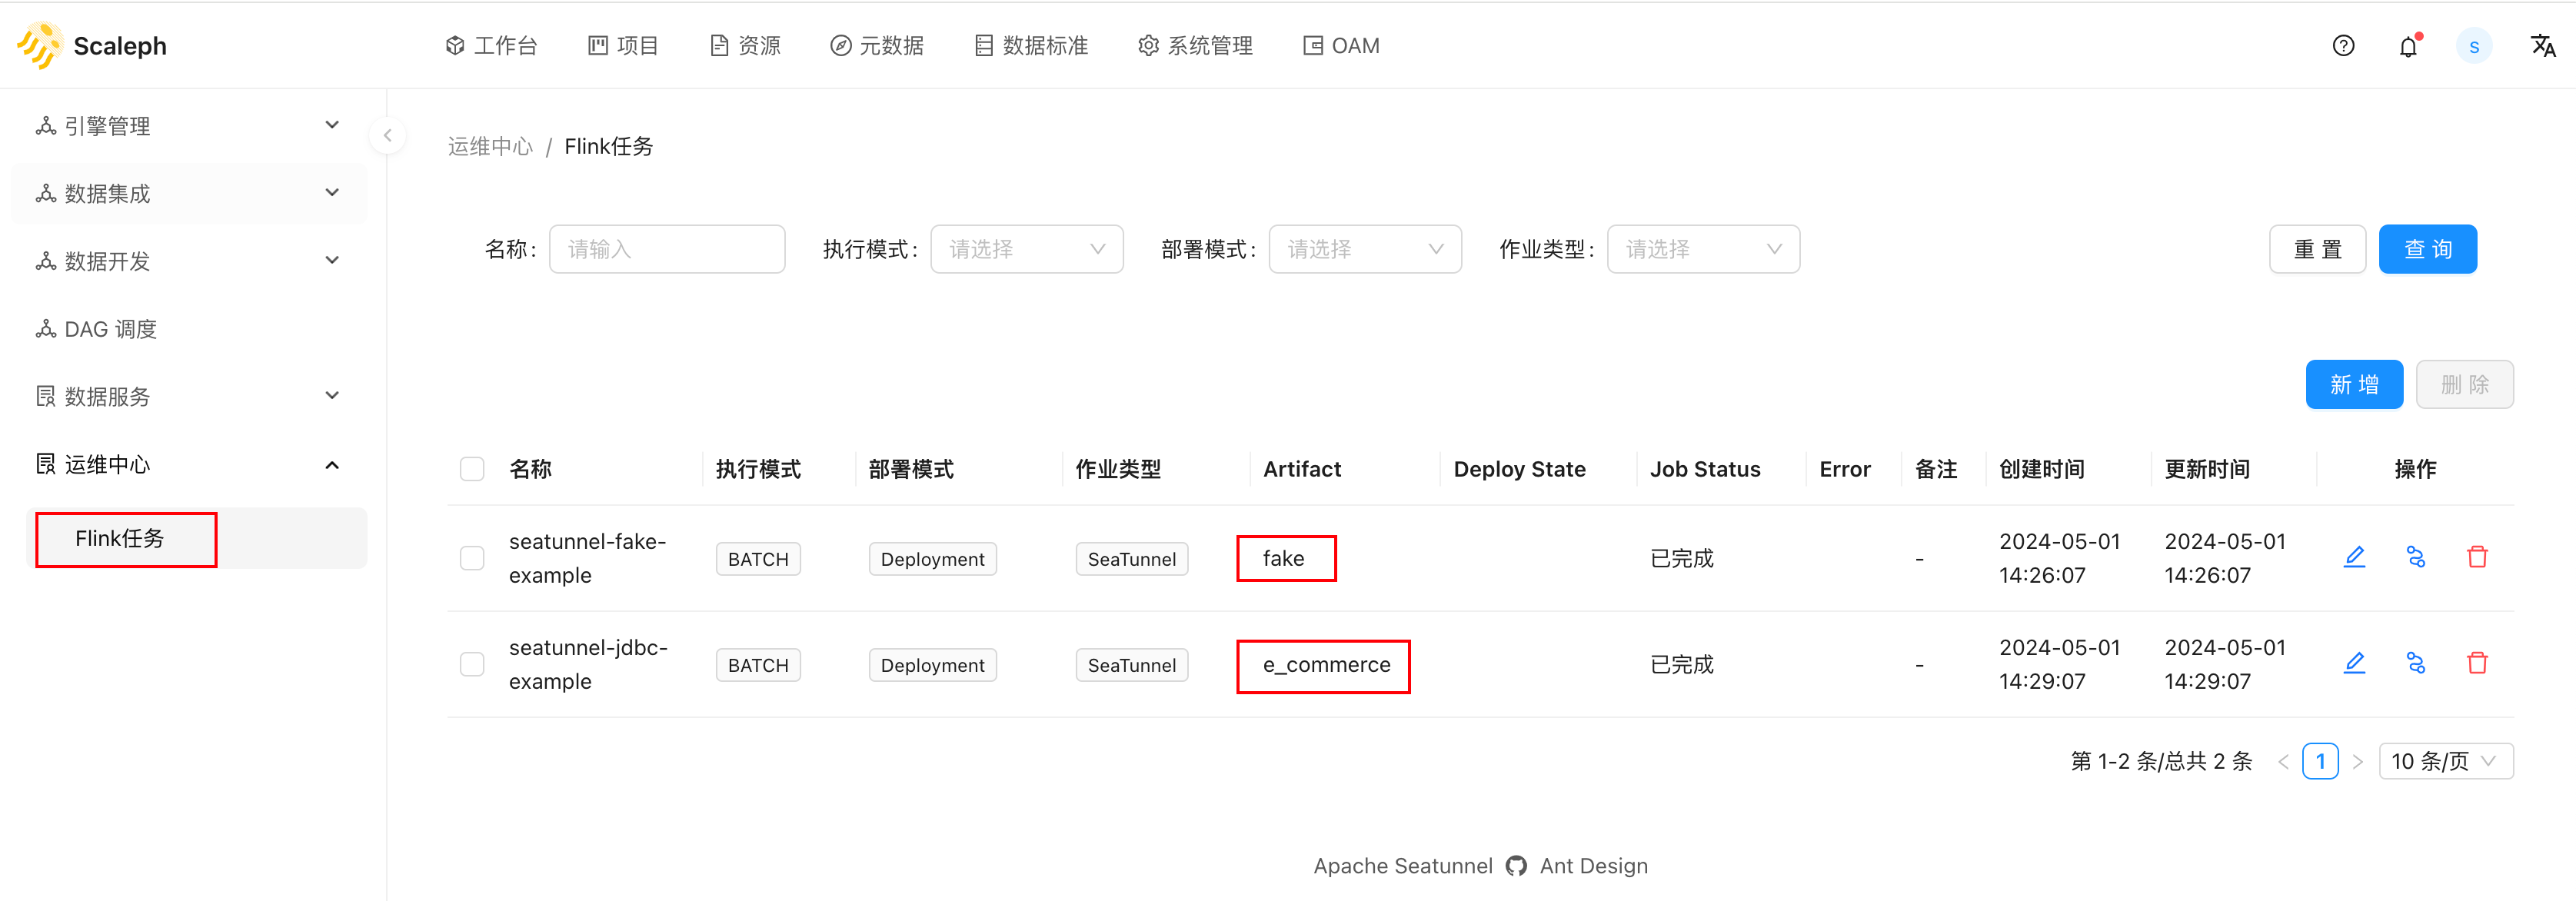 Scaleph
工作台
项目
资源
元数据
数据标准
系统管理
OAM
S
引擎管理
数据集成
数据开发
DAG 调度
数据服务
运维中心
Flink任务
运维中心 / Flink任务
名称: 请输入 执行模式: 请选择 部署模式: 请选择 作业类型: 请选择 重 置 查 询
新 增 删 除
名称 执行模式 部署模式 作业类型 Artifact Deploy State Job Status Error 备注 创建时间 更新时间 操作
seatunnel-fake-
example
BATCH Deployment SeaTunnel fake 已完成 -
2024-05-01
14:26:07
2024-05-01
14:26:07
seatunnel-jdbc-
example
BATCH Deployment SeaTunnel e_commerce 已完成 -
2024-05-01
14:29:07
2024-05-01
14:29:07
第 1-2 条/总共 2 条 < 1 > 10 条/页
Apache Seatunnel Ant Design